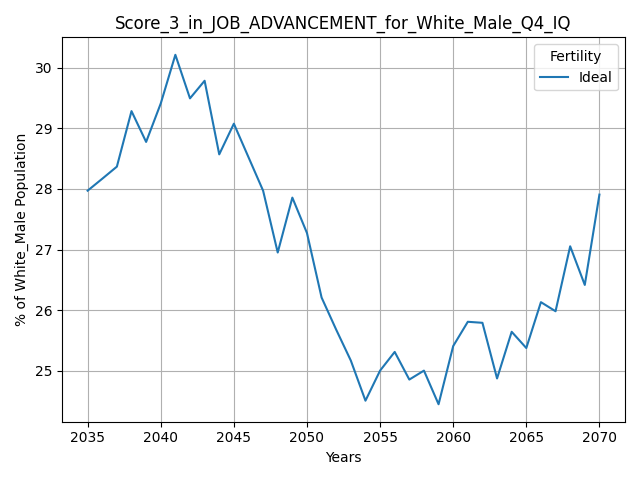 Score_3_in_JOB_ADVANCEMENT_for_White_Male_Q4_IQ
Fertility
Ideal
% of White_Male Population
30
29
28
27
26
25
2035 2040 2045 2050 2055 2060 2065 2070
Years